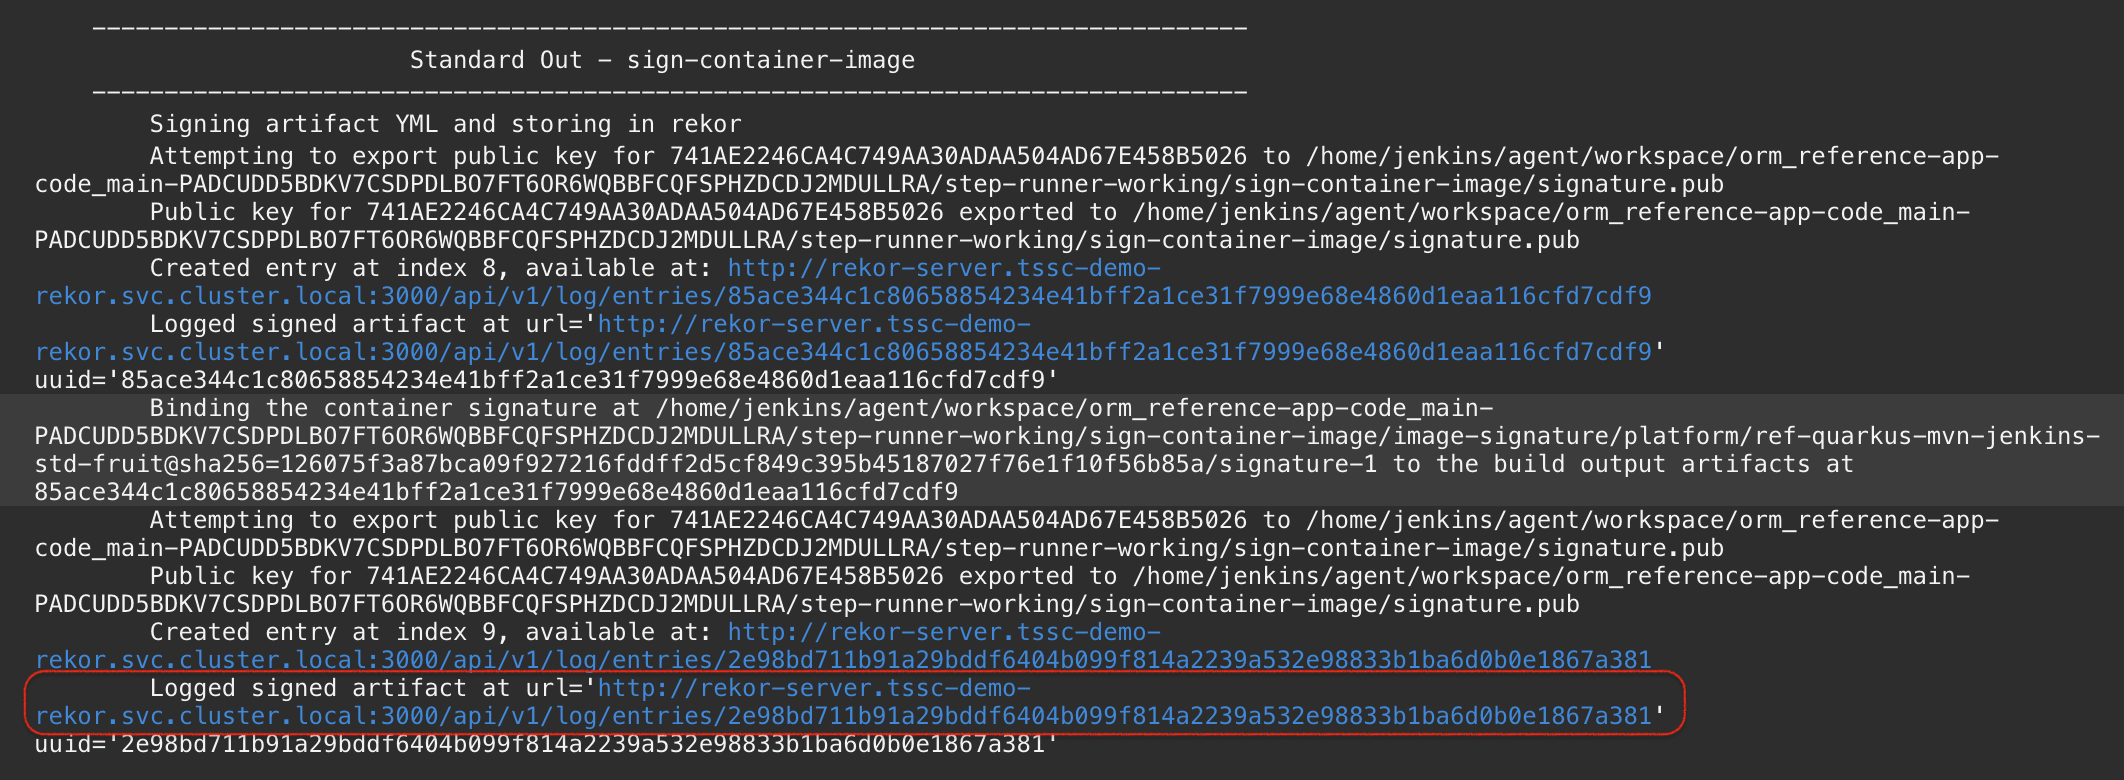 --------------------------------------------------------------------------------
Standard Out - sign-container-image
--------------------------------------------------------------------------------
Signing artifact YML and storing in rekor
Attempting to export public key for 741AE2246CA4C749AA30ADAA504AD67E458B5026 to /home/jenkins/agent/workspace/orm_reference-app-
code_main-PADCUDD5BDKV7CSDPDLBO7FT6OR6WQBBFCQFSPHZDCDJ2MDULLRA/step-runner-working/sign-container-image/signature.pub
Public key for 741AE2246CA4C749AA30ADAA504AD67E458B5026 exported to /home/jenkins/agent/workspace/orm_reference-app-code_main-
PADCUDD5BDKV7CSDPDLBO7FT6OR6WQBBFCQFSPHZDCDJ2MDULLRA/step-runner-working/sign-container-image/signature.pub
Created entry at index 8, available at: http://rekor-server.tssc-demo-
rekor.svc.cluster.local:3000/api/v1/log/entries/85ace344c1c80658854234e41bff2a1ce31f7999e68e4860d1eaa116cfd7cdf9
Logged signed artifact at url='http://rekor-server.tssc-demo-
rekor.svc.cluster.local:3000/api/v1/log/entries/85ace344c1c80658854234e41bff2a1ce31f7999e68e4860d1eaa116cfd7cdf9'
uuid='85ace344c1c80658854234e41bff2a1ce31f7999e68e4860d1eaa116cfd7cdf9'
Binding the container signature at /home/jenkins/agent/workspace/orm_reference-app-code_main-
PADCUDD5BDKV7CSDPDLBO7FT6OR6WQBBFCQFSPHZDCDJ2MDULLRA/step-runner-working/sign-container-image/image-signature/platform/ref-quarkus-mvn-jenkins-
std-fruit@sha256=126075f3a87bca09f927216fddff2d5cf849c395b45187027f76e1f10f56b85a/signature-1 to the build output artifacts at
85ace344c1c80658854234e41bff2a1ce31f7999e68e4860d1eaa116cfd7cdf9
Attempting to export public key for 741AE2246CA4C749AA30ADAA504AD67E458B5026 to /home/jenkins/agent/workspace/orm_reference-app-
code_main-PADCUDD5BDKV7CSDPDLBO7FT6OR6WQBBFCQFSPHZDCDJ2MDULLRA/step-runner-working/sign-container-image/signature.pub
Public key for 741AE2246CA4C749AA30ADAA504AD67E458B5026 exported to /home/jenkins/agent/workspace/orm_reference-app-code_main-
PADCUDD5BDKV7CSDPDLBO7FT6OR6WQBBFCQFSPHZDCDJ2MDULLRA/step-runner-working/sign-container-image/signature.pub
Created entry at index 9, available at: http://rekor-server.tssc-demo-
rekor.svc.cluster.local:3000/api/v1/log/entries/2e98bd711b91a29bddf6404b099f814a2239a532e98833b1ba6d0b0e1867a381
Logged signed artifact at url='http://rekor-server.tssc-demo-
rekor.svc.cluster.local:3000/api/v1/log/entries/2e98bd711b91a29bddf6404b099f814a2239a532e98833b1ba6d0b0e1867a381'
uuid='2e98bd711b91a29bddf6404b099f814a2239a532e98833b1ba6d0b0e1867a381'